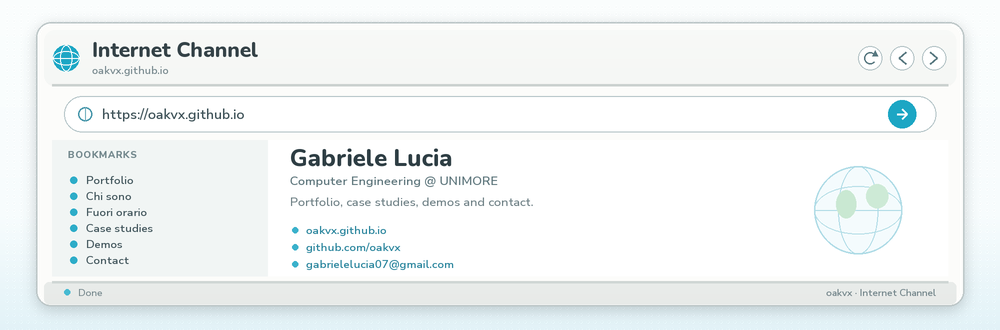 Internet Channel
oakvx.github.io
https://oakvx.github.io
BOOKMARKS
Portfolio
Chi sono
Fuori orario
Case studies
Demos
Contact
Gabriele Lucia
Computer Engineering @ UNIMORE
Portfolio, case studies, demos and contact.
oakvx.github.io
github.com/oakvx
gabrielelucia07@gmail.com
Done
oakvx · Internet Channel